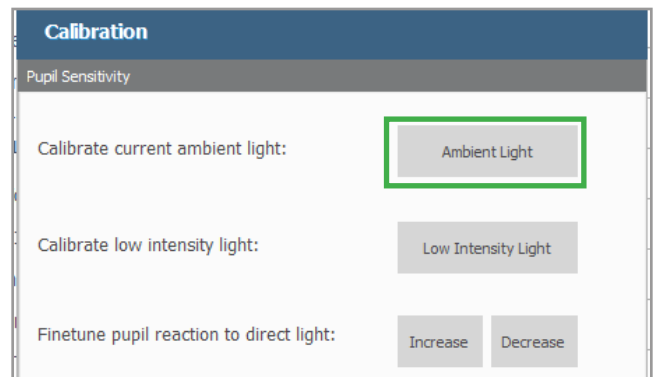 Calibration
Pupil Sensitivity
Calibrate current ambient light: Ambient Light
Calibrate low intensity light: Low Intensity Light
Finetune pupil reaction to direct light: Increase Decrease